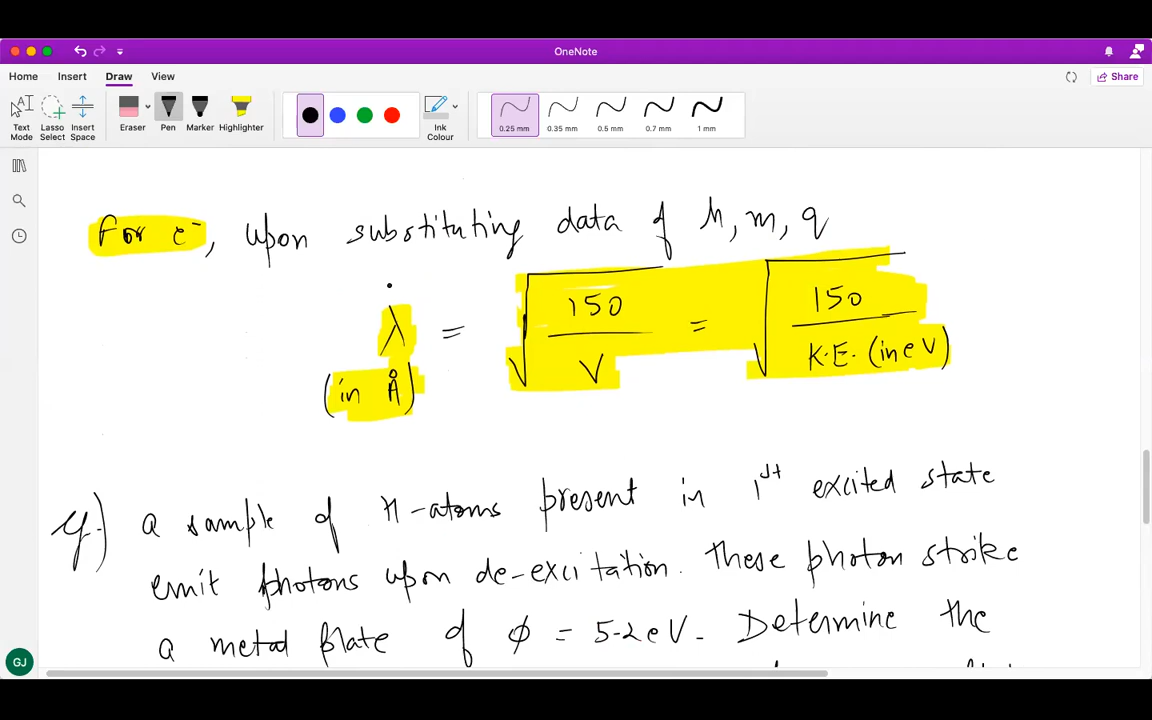 OneNote
Home Insert Draw View
Share
Text Mode Lasso Select Insert Space Eraser Pen Marker Highlighter Ink Colour 0.25 mm 0.35 mm 0.5 mm 0.7 mm 1 mm
For e⁻, upon substituting data of h, m, q
λ = √(150/V) = √(150/K.E. (in eV))
(in Å)
a sample of H-atoms present in 1st excited state
emit photons upon de-excitation. These photon strike
a metal plate of ϕ = 5.2 eV. Determine the
GJ